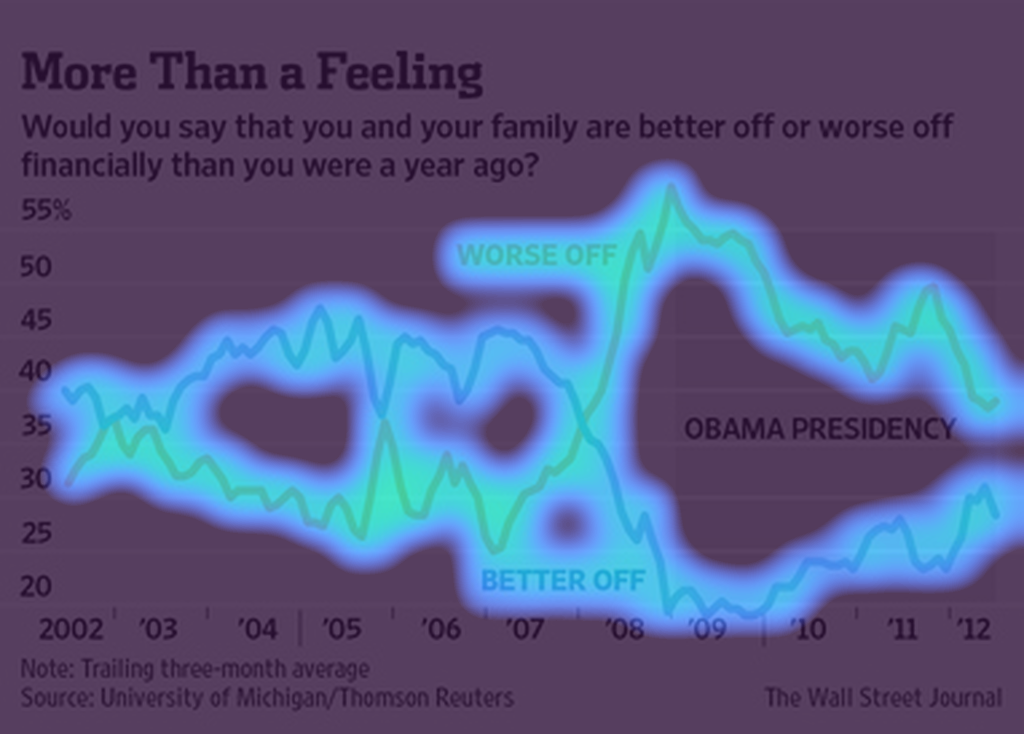 More Than a Feeling
Would you say that you and your family are better off or worse off
financially than you were a year ago?
55%
50
45
40
35
30
25
20
WORSE OFF
OBAMA PRESIDENCY
BETTER OFF
2002 '03 '04 '05 '06 '07 '08 '09 '10 '11 '12
Note: Trailing three-month average
Source: University of Michigan/Thomson Reuters
The Wall Street Journal